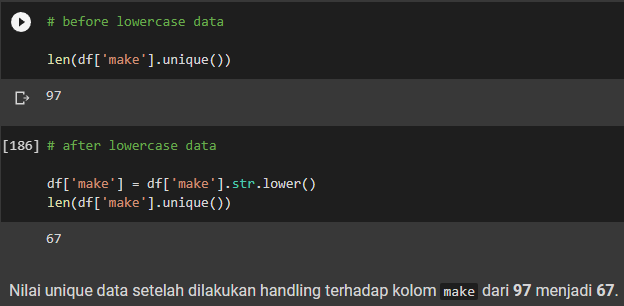 # before lowercase data
len(df['make'].unique())
97
[186] # after lowercase data
df['make'] = df['make'].str.lower()
len(df['make'].unique())
67
Nilai unique data setelah dilakukan handling terhadap kolom make dari 97 menjadi 67.